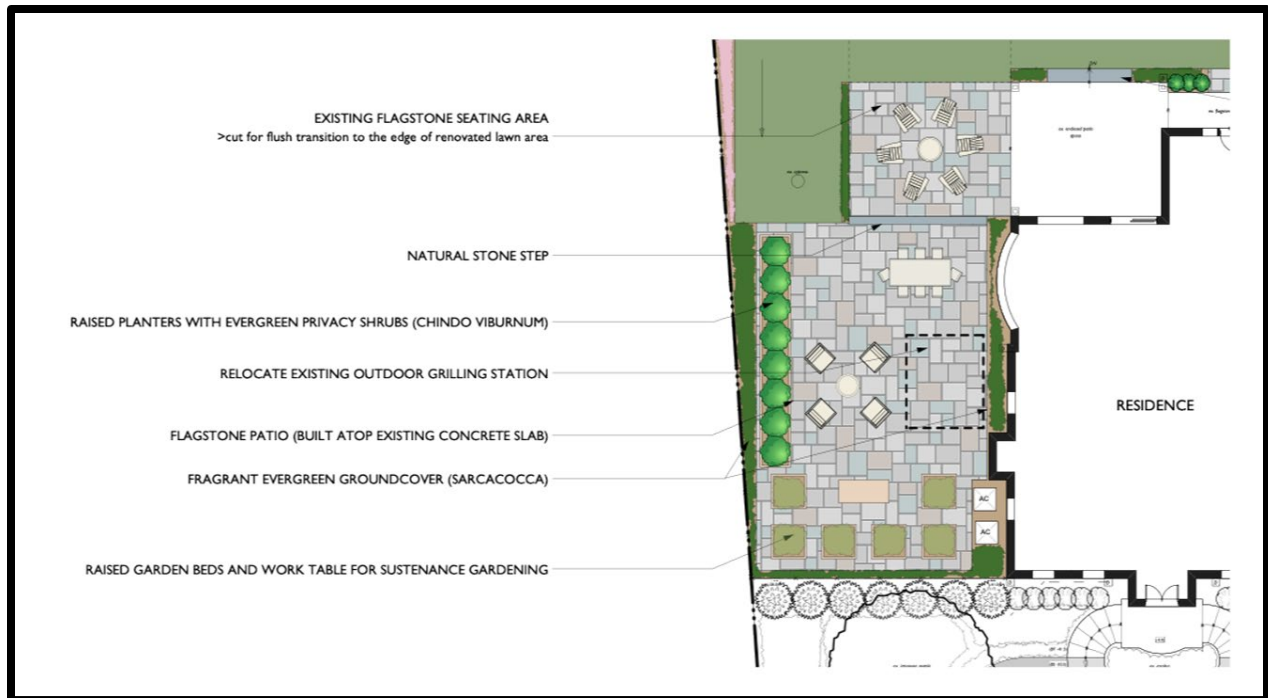 EXISTING FLAGSTONE SEATING AREA
>cut for flush transition to the edge of renovated lawn area
NATURAL STONE STEP
RAISED PLANTERS WITH EVERGREEN PRIVACY SHRUBS (CHINDO VIBURNUM)
RELOCATE EXISTING OUTDOOR GRILLING STATION
FLAGSTONE PATIO (BUILT ATOP EXISTING CONCRETE SLAB)
FRAGRANT EVERGREEN GROUNDCOVER (SARCACOCCA)
RAISED GARDEN BEDS AND WORK TABLE FOR SUSTENANCE GARDENING
RESIDENCE
AC
AC